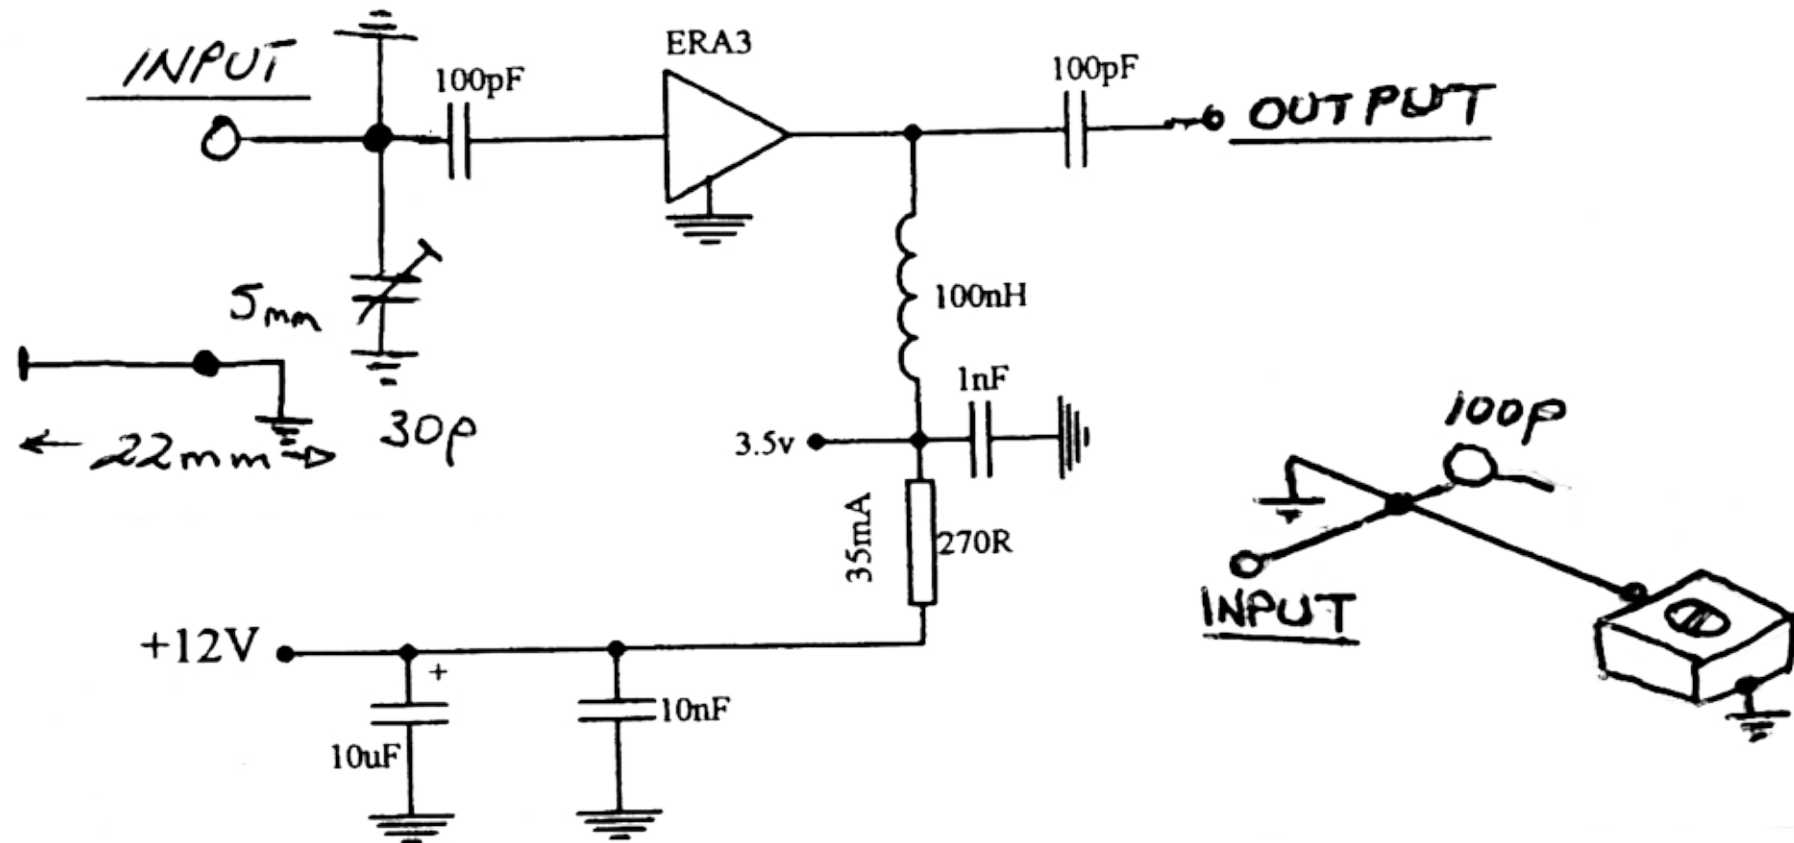 INPUT
ERA3
100pF
100pF
OUTPUT
5mm
100nH
22mm
30p
3.5v
1nF
35mA
270R
100p
INPUT
+12V
+
10uF
10nF